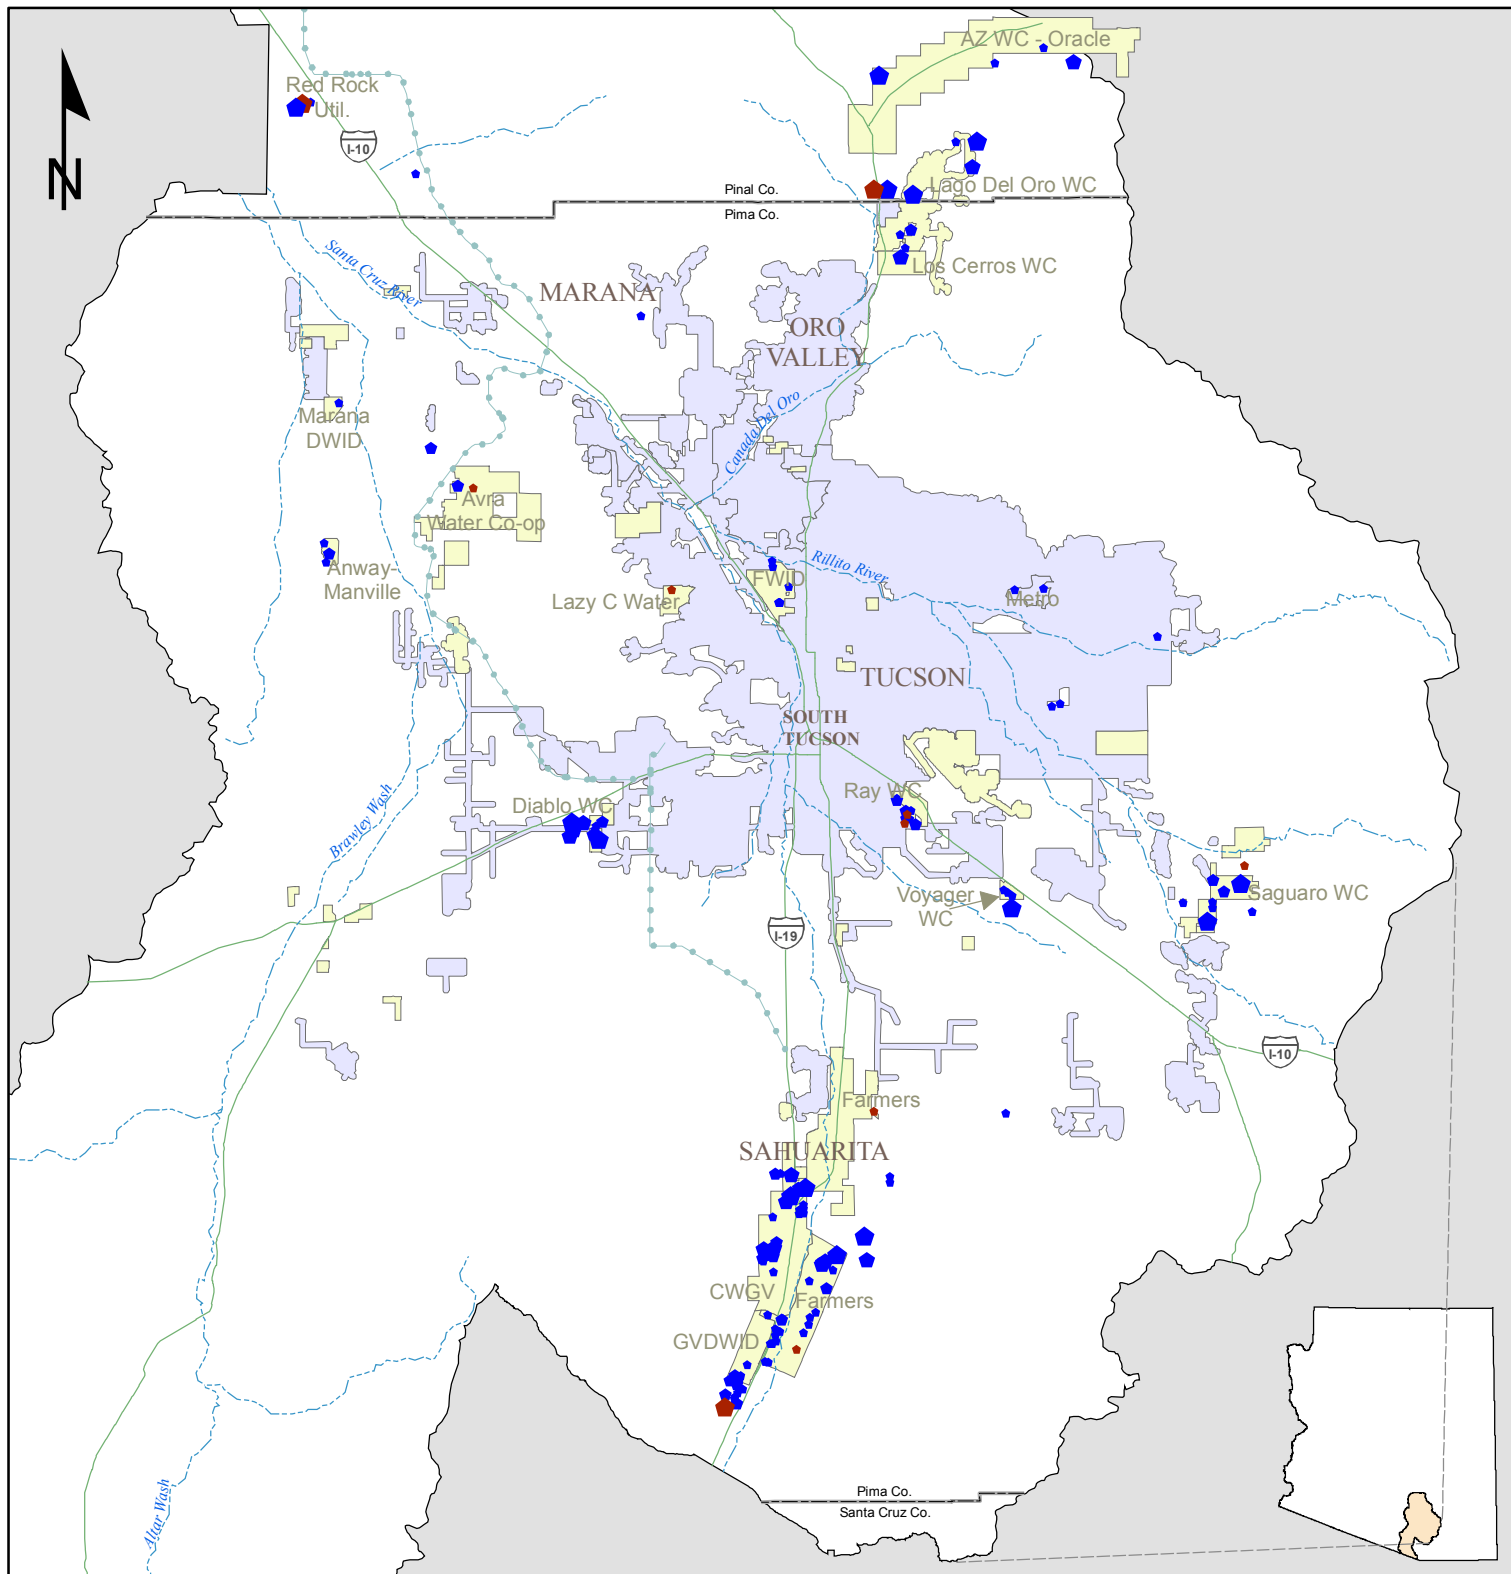 AZ WC - Oracle
Red Rock
Util.
I-10
N
Pinal Co.
Pima Co.
Lago Del Oro WC
Santa Cruz River
Los Cerros WC
MARANA
ORO
VALLEY
Canada Del Oro
Marana
DWID
Avra
Water Co-op
Anway-
Manville
Rillito River
FWID
Lazy C Water
Metro
TUCSON
SOUTH
TUCSON
Ray WC
Diablo WC
Brawley Wash
Voyager
WC
Saguaro WC
I-19
I-10
Farmers
SAHUARITA
CWGV
Farmers
GVDWID
Pima Co.
Santa Cruz Co.
Altar Wash